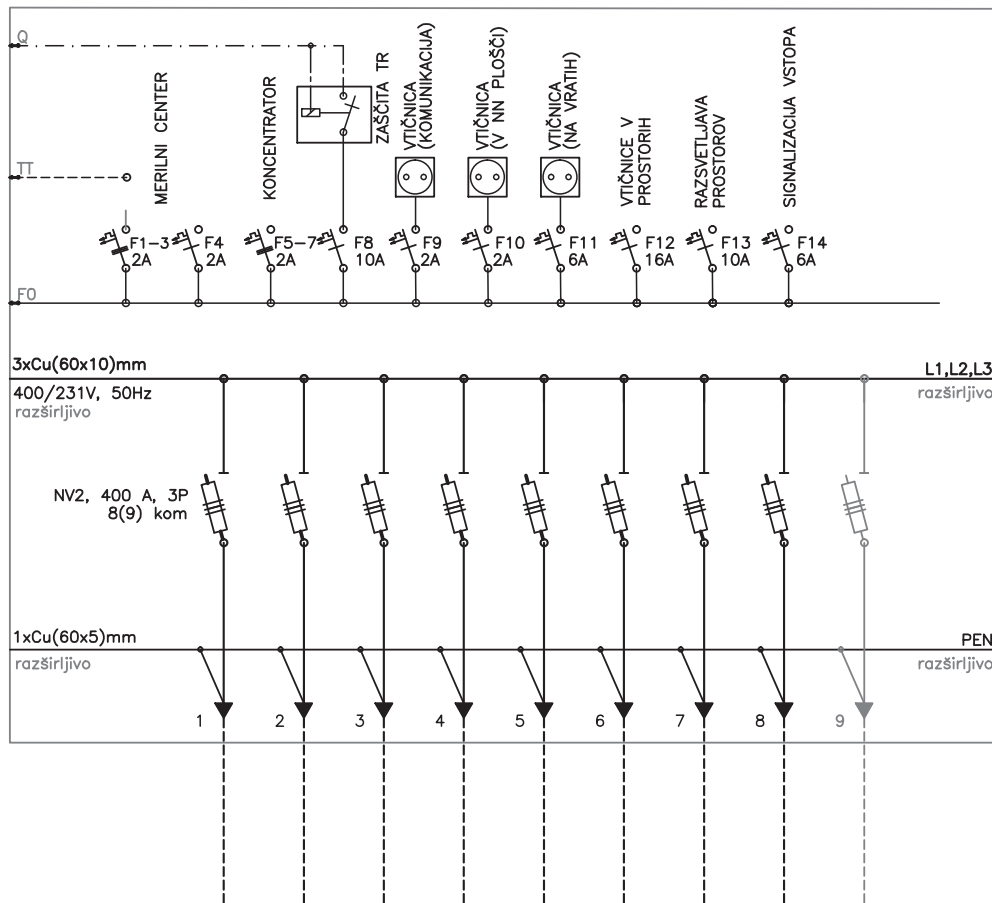 Q
TT
F0
MERILNI CENTER
KONCENTRATOR
ZAŠČITA TR
VTIČNICA
(KOMUNIKACIJA)
VTIČNICA
(V NN PLOŠČI)
VTIČNICA
(NA VRATIH)
VTIČNICE V
PROSTORIH
RAZSVETLJAVA
PROSTOROV
SIGNALIZACIJA VSTOPA
F1-3
2A
F4
2A
F5-7
2A
F8
10A
F9
2A
F10
2A
F11
6A
F12
16A
F13
10A
F14
6A
3xCu(60x10)mm
L1,L2,L3
400/231V, 50Hz
razširljivo
razširljivo
NV2, 400 A, 3P
8(9) kom
1xCu(60x5)mm
PEN
razširljivo
razširljivo
1 2 3 4 5 6 7 8 9